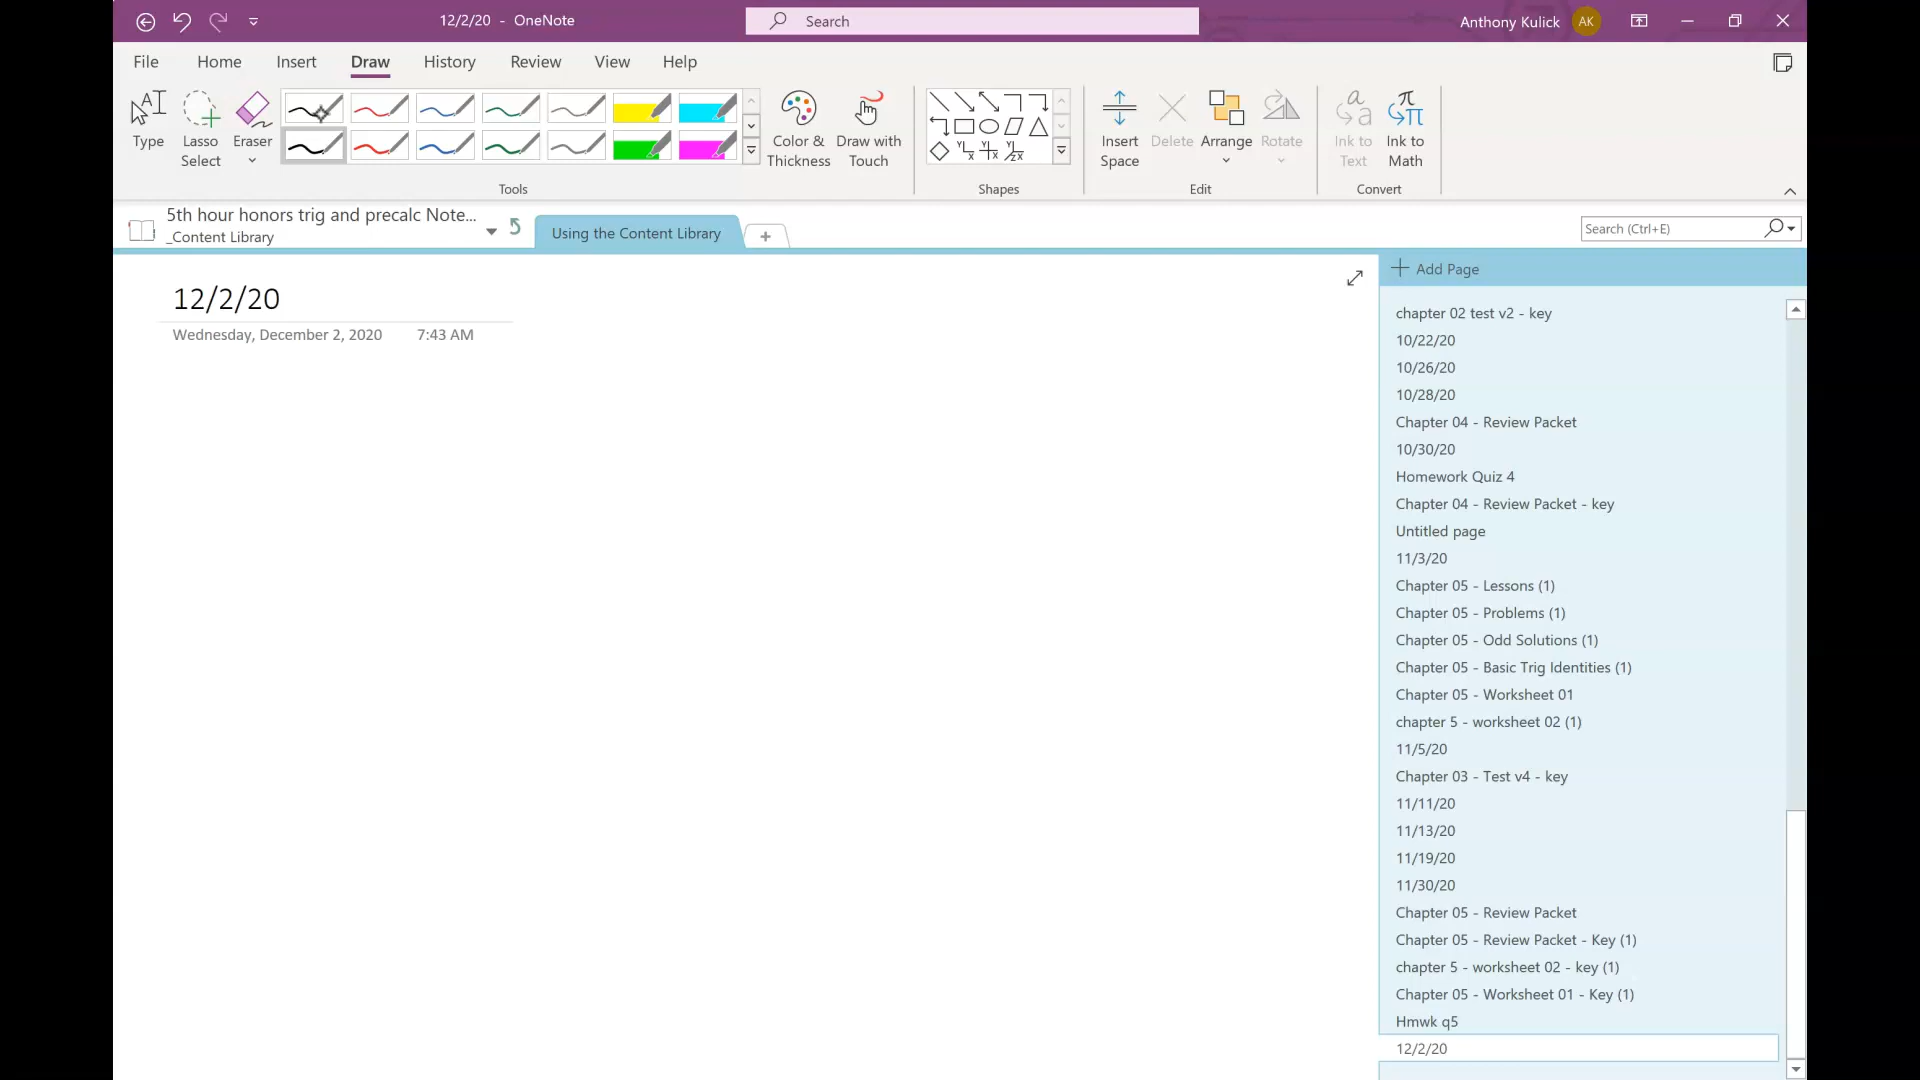 12/2/20 - OneNote
Search
Anthony Kulick
AK
File
Home
Insert
Draw
History
Review
View
Help
Type
Lasso
Select
Eraser
Color &
Thickness
Draw with
Touch
Insert
Space
Delete
Arrange
Rotate
Ink to
Text
Ink to
Math
Tools
Shapes
Edit
Convert
5th hour honors trig and precalc Note...
_Content Library
Using the Content Library
Search (Ctrl+E)
12/2/20
Wednesday, December 2, 2020
7:43 AM
Add Page
chapter 02 test v2 - key
10/22/20
10/26/20
10/28/20
Chapter 04 - Review Packet
10/30/20
Homework Quiz 4
Chapter 04 - Review Packet - key
Untitled page
11/3/20
Chapter 05 - Lessons (1)
Chapter 05 - Problems (1)
Chapter 05 - Odd Solutions (1)
Chapter 05 - Basic Trig Identities (1)
Chapter 05 - Worksheet 01
chapter 5 - worksheet 02 (1)
11/5/20
Chapter 03 - Test v4 - key
11/11/20
11/13/20
11/19/20
11/30/20
Chapter 05 - Review Packet
Chapter 05 - Review Packet - Key (1)
chapter 5 - worksheet 02 - key (1)
Chapter 05 - Worksheet 01 - Key (1)
Hmwk q5
12/2/20